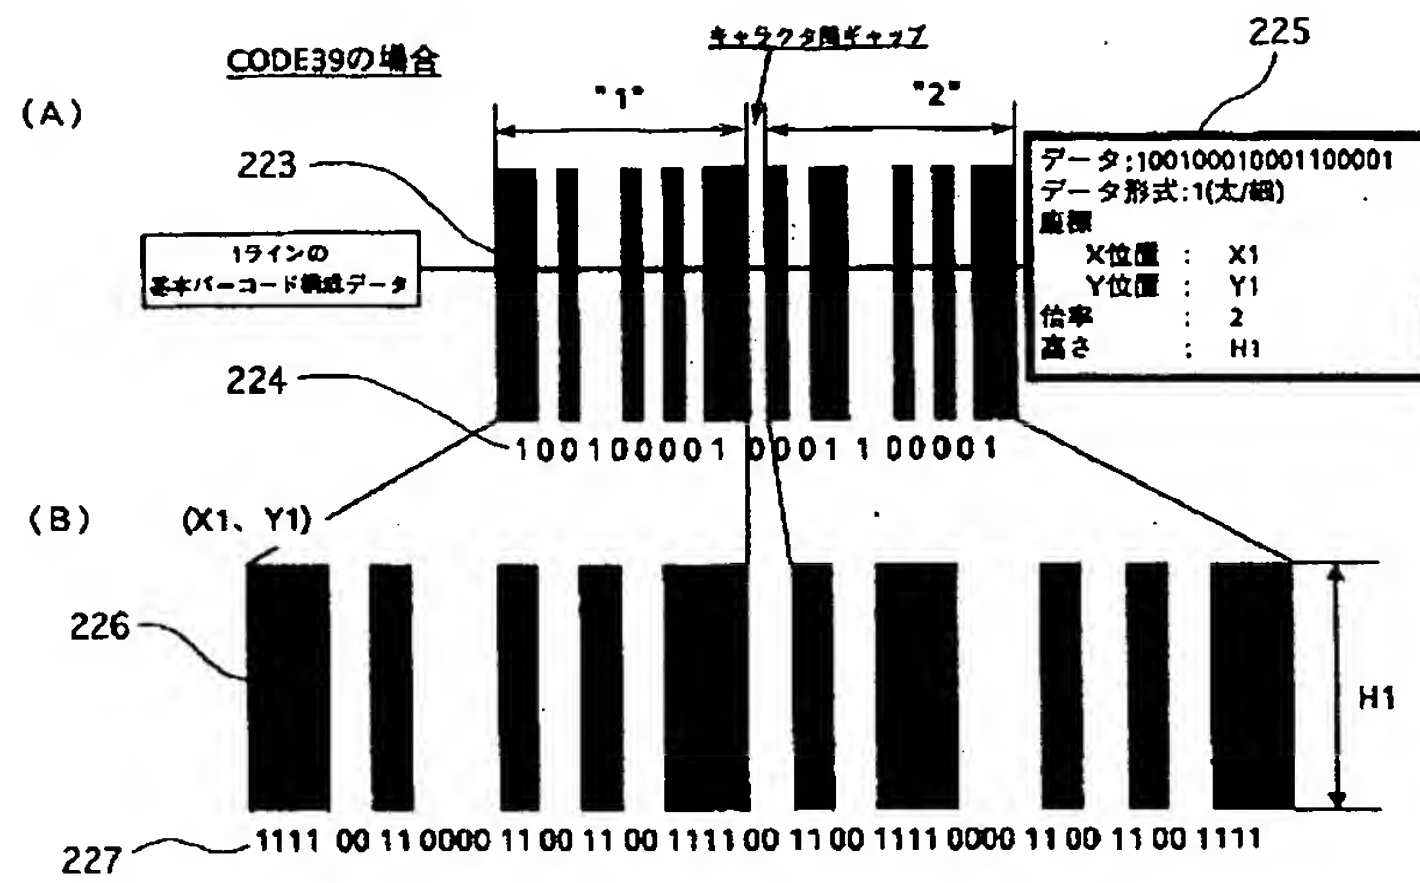 CODE39の場合
キャラクタ間ギャップ
225
(A)
"1"
"2"
223
データ:100100010001100001
データ形式:1(太/細)
座標
X位置 : X1
Y位置 : Y1
倍率 : 2
高さ : H1
1ラインの
基本バーコード構成データ
224
100100001 0001 1 00001
(B)
(X1、Y1)
226
H1
227
1111 00 11 0000 11 00 11 00 1111 00 11 00 1111 0000 11 00 11 00 1111